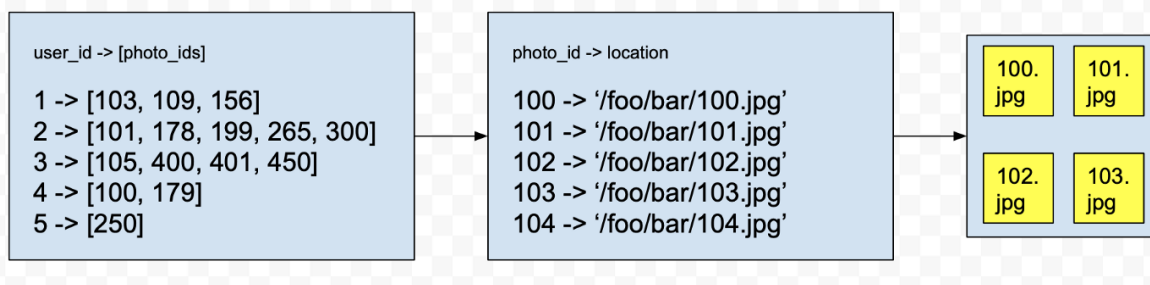 user_id -> [photo_ids]
1 -> [103, 109, 156]
2 -> [101, 178, 199, 265, 300]
3 -> [105, 400, 401, 450]
4 -> [100, 179]
5 -> [250]
photo_id -> location
100 -> ‘/foo/bar/100.jpg’
101 -> ‘/foo/bar/101.jpg’
102 -> ‘/foo/bar/102.jpg’
103 -> ‘/foo/bar/103.jpg’
104 -> ‘/foo/bar/104.jpg’
100.
jpg
101.
jpg
102.
jpg
103.
jpg